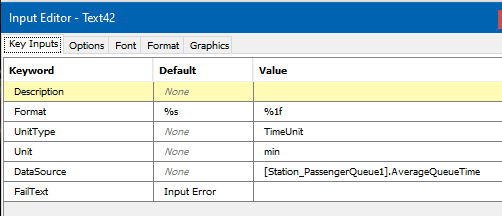 Input Editor - Text42
Key Inputs Options Font Format Graphics
Keyword Default Value
Description None
Format %s %1f
UnitType None TimeUnit
Unit None min
DataSource None [Station_PassengerQueue1].AverageQueueTime
FailText Input Error